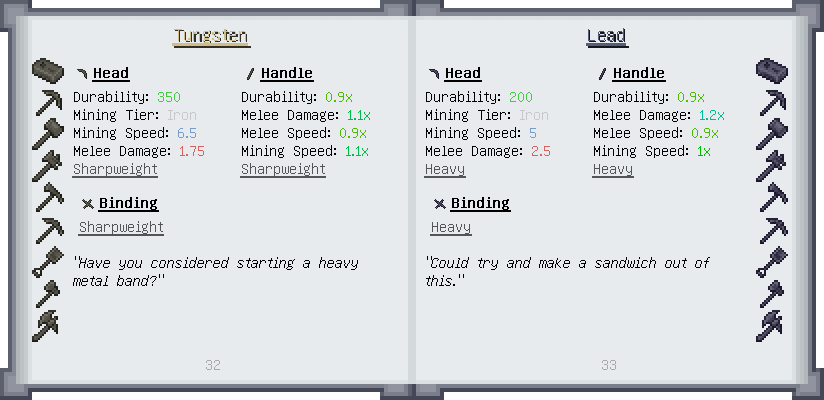 Tungsten
Head
Durability: 350
Mining Tier: Iron
Mining Speed: 6.5
Melee Damage: 1.75
Sharpweight
Handle
Durability: 0.9x
Melee Damage: 1.1x
Melee Speed: 0.9x
Mining Speed: 1.1x
Sharpweight
Binding
Sharpweight
"Have you considered starting a heavy
metal band?"
32
Lead
Head
Durability: 200
Mining Tier: Iron
Mining Speed: 5
Melee Damage: 2.5
Heavy
Handle
Durability: 0.9x
Melee Damage: 1.2x
Melee Speed: 0.9x
Mining Speed: 1x
Heavy
Binding
Heavy
"Could try and make a sandwich out of
this."
33